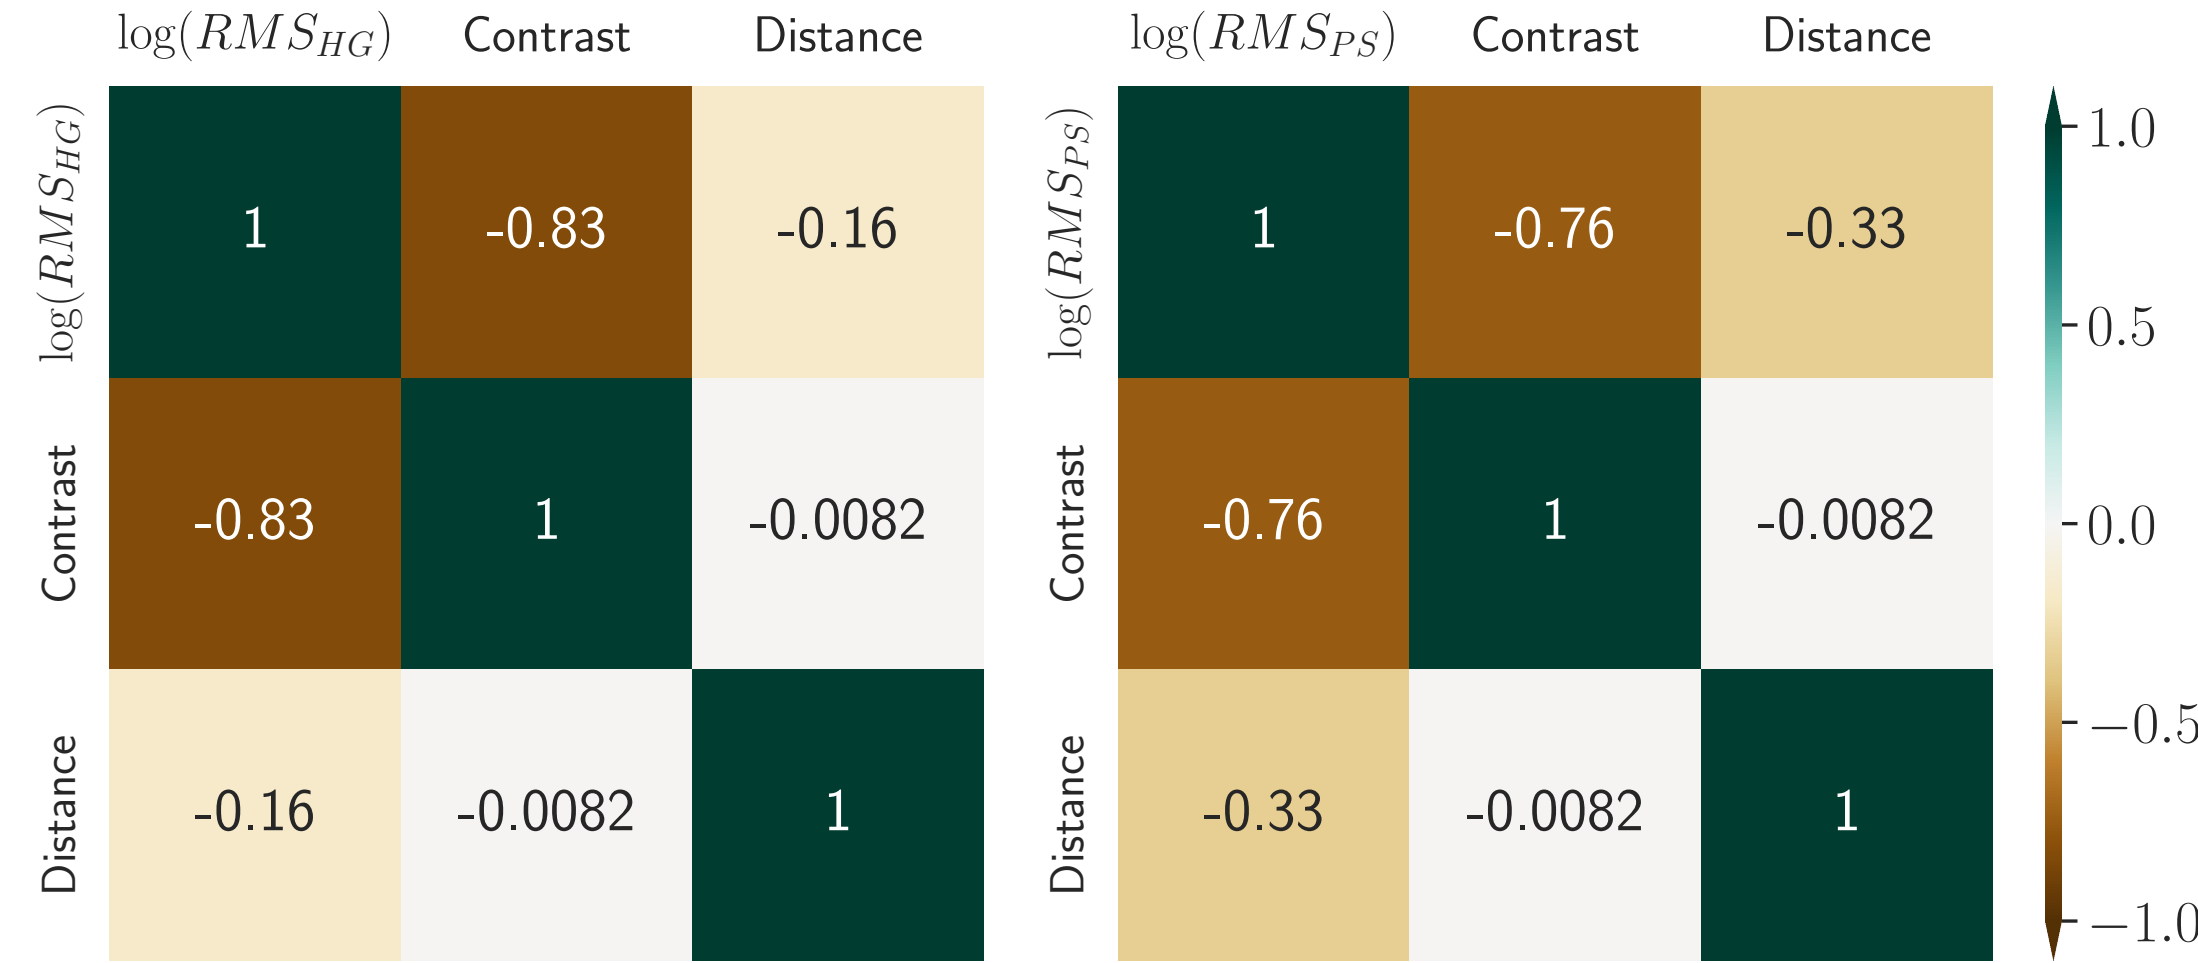 log(RMS_HG) Contrast Distance
log(RMS_HG) 1 -0.83 -0.16
Contrast -0.83 1 -0.0082
Distance -0.16 -0.0082 1
log(RMS_PS) Contrast Distance
log(RMS_PS) 1 -0.76 -0.33
Contrast -0.76 1 -0.0082
Distance -0.33 -0.0082 1
1.0
0.5
0.0
−0.5
−1.0